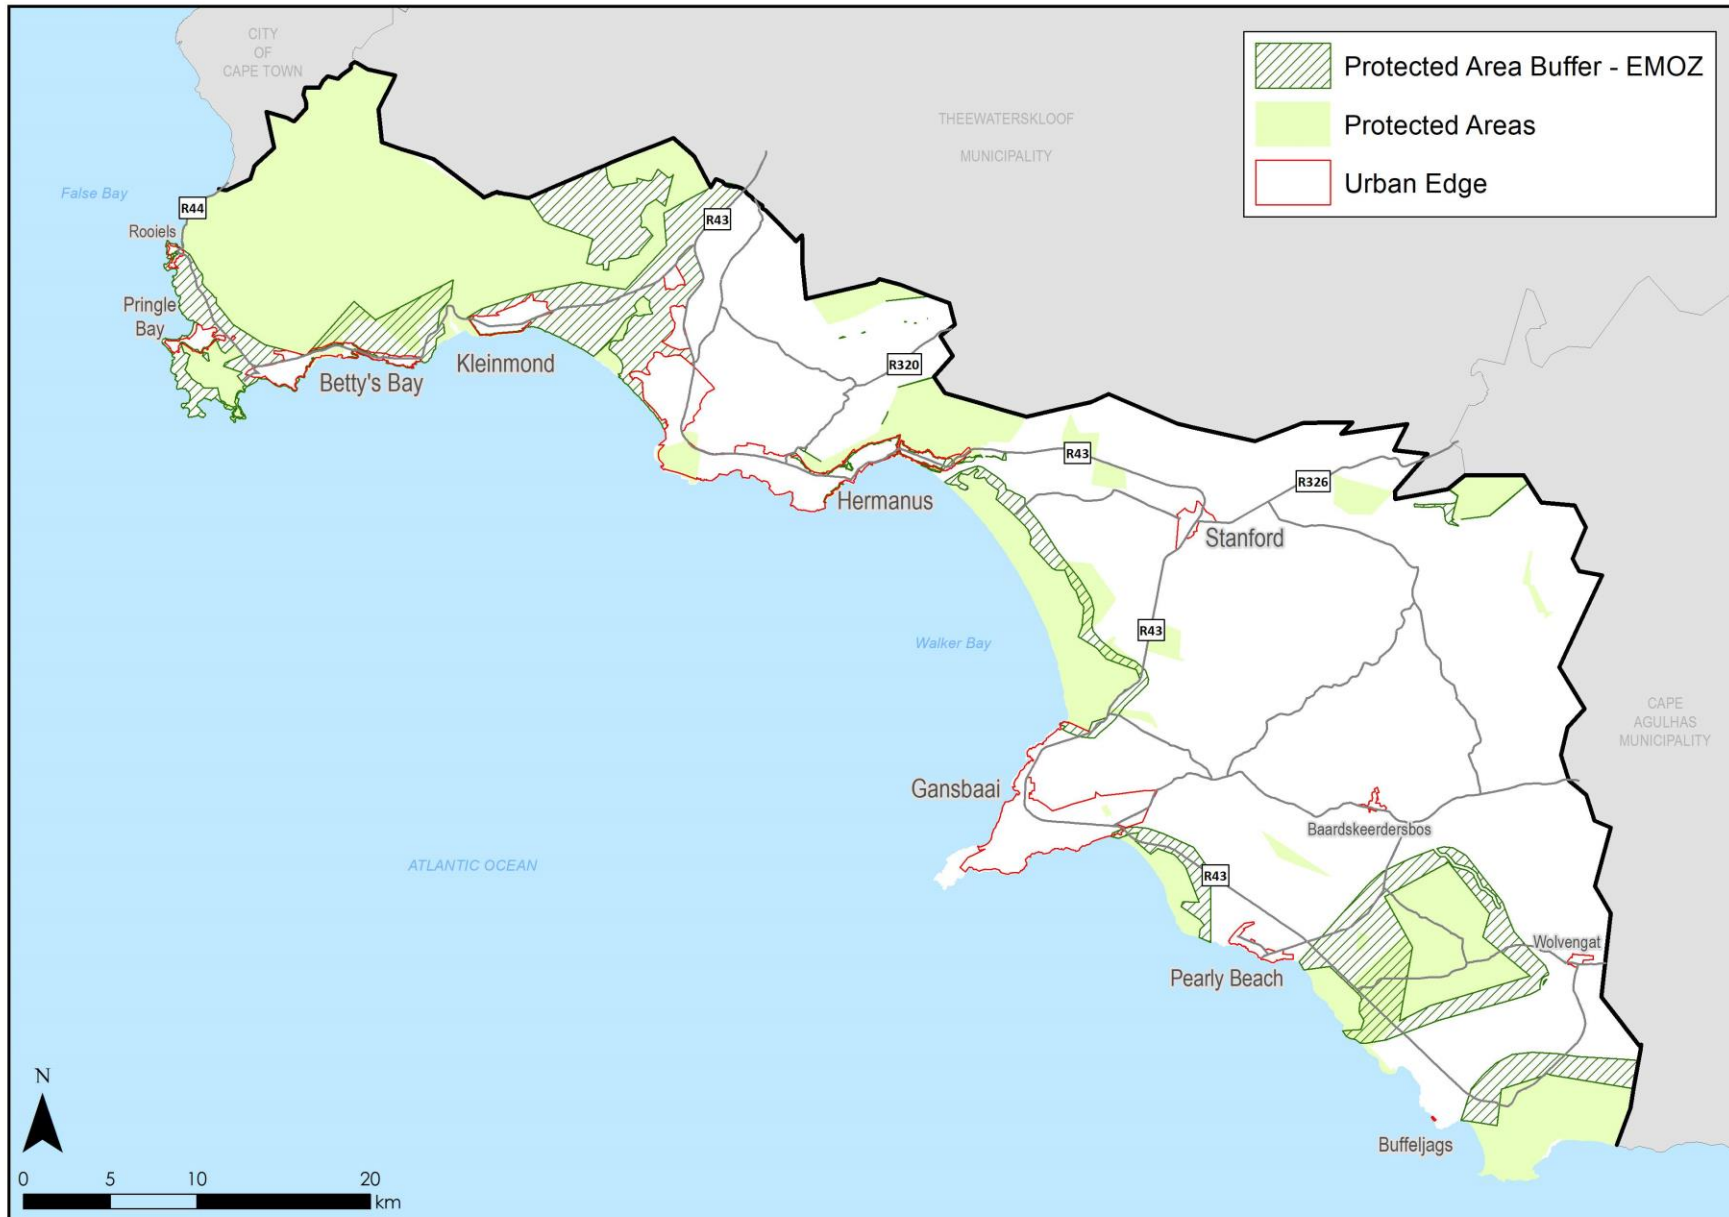 CITY
OF
CAPE TOWN
THEEWATERSKLOOF
MUNICIPALITY
Protected Area Buffer - EMOZ
Protected Areas
Urban Edge
False Bay
R44
Rooiels
R43
Pringle
Bay
Betty's Bay
Kleinmond
R320
R43
R326
Hermanus
Stanford
Walker Bay
R43
CAPE
AGULHAS
MUNICIPALITY
Gansbaai
Baardskeerdersbos
ATLANTIC OCEAN
R43
Wolvengat
Pearly Beach
Buffeljags
N
0 5 10 20
km